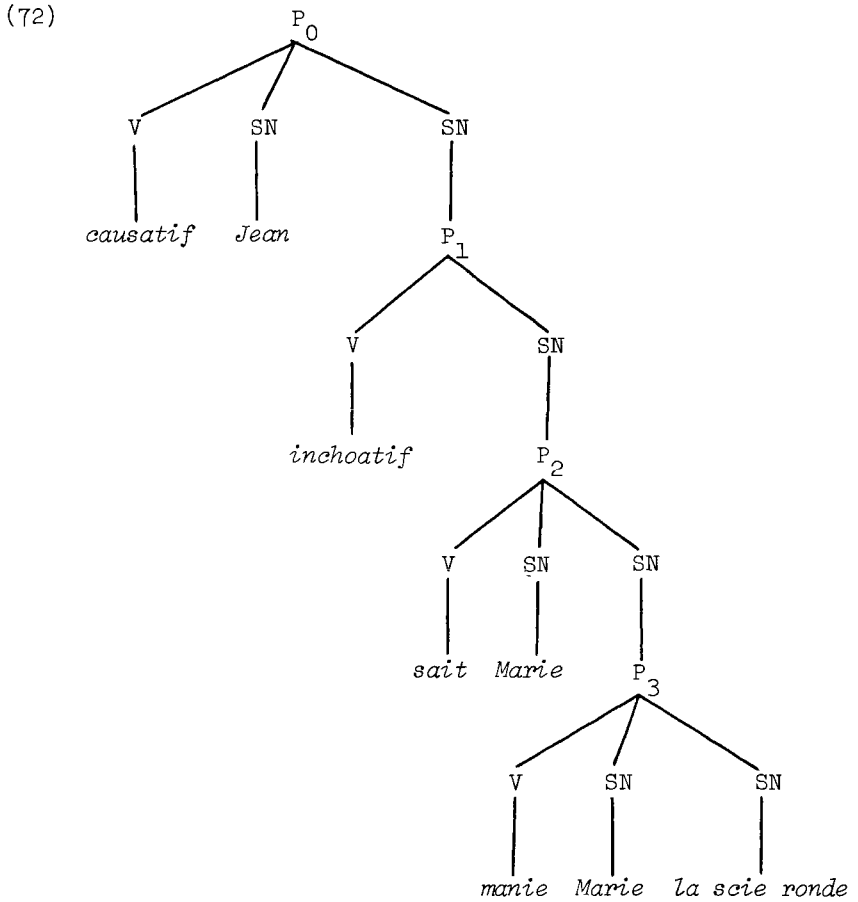 (72)
P0
V SN SN
causatif Jean
P1
V SN
inchoatif
P2
V SN SN
sait Marie
P3
V SN SN
manie Marie la scie ronde